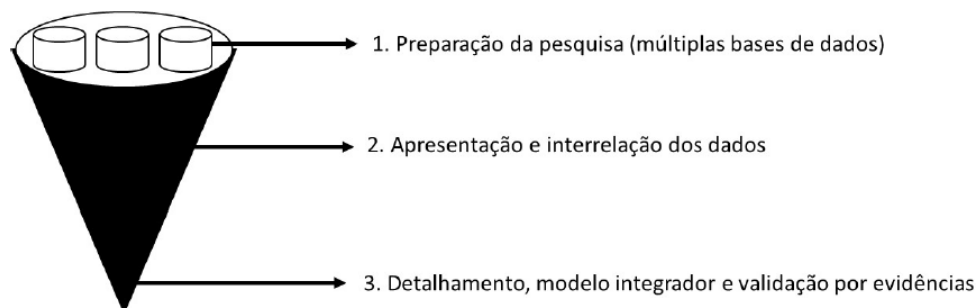 1. Preparação da pesquisa (múltiplas bases de dados)
2. Apresentação e interrelação dos dados
3. Detalhamento, modelo integrador e validação por evidências